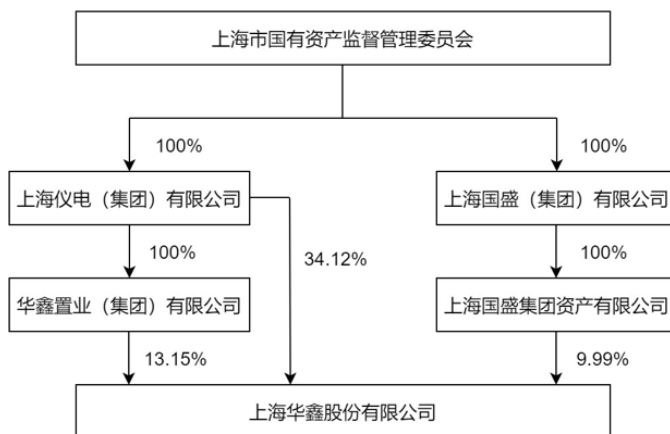 上海市国有资产监督管理委员会
100%
100%
上海仪电（集团）有限公司
上海国盛（集团）有限公司
100%
34.12%
100%
华鑫置业（集团）有限公司
上海国盛集团资产有限公司
13.15%
9.99%
上海华鑫股份有限公司